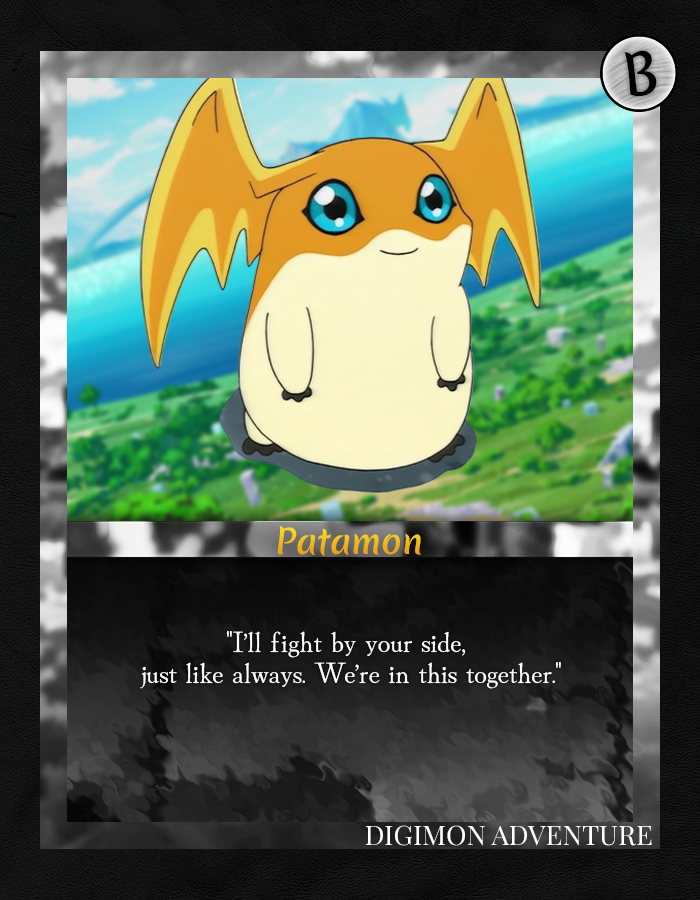 B
Patamon
"I'll fight by your side,
just like always. We're in this together."
DIGIMON ADVENTURE